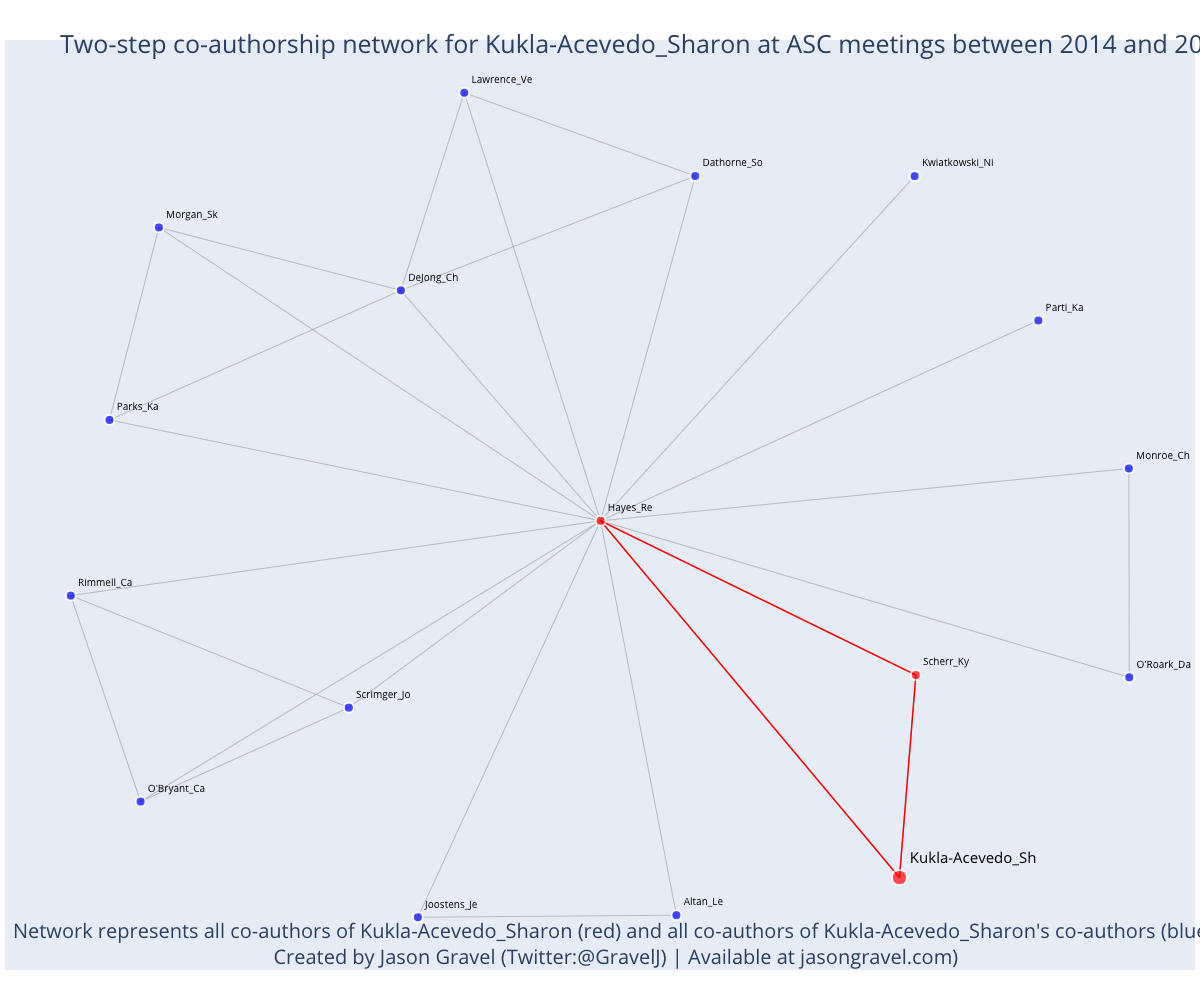 Two-step co-authorship network for Kukla-Acevedo_Sharon at ASC meetings between 2014 and 20
Lawrence_Ve
Dathorne_So
Kwiatkowski_Ni
Morgan_Sk
DeJong_Ch
Parti_Ka
Parks_Ka
Monroe_Ch
Hayes_Re
Rimmell_Ca
Scherr_Ky
O'Roark_Da
Scrimger_Jo
O'Bryant_Ca
Kukla-Acevedo_Sh
Joostens_Je
Altan_Le
Network represents all co-authors of Kukla-Acevedo_Sharon (red) and all co-authors of Kukla-Acevedo_Sharon's co-authors (blue
Created by Jason Gravel (Twitter:@GravelJ) | Available at jasongravel.com)